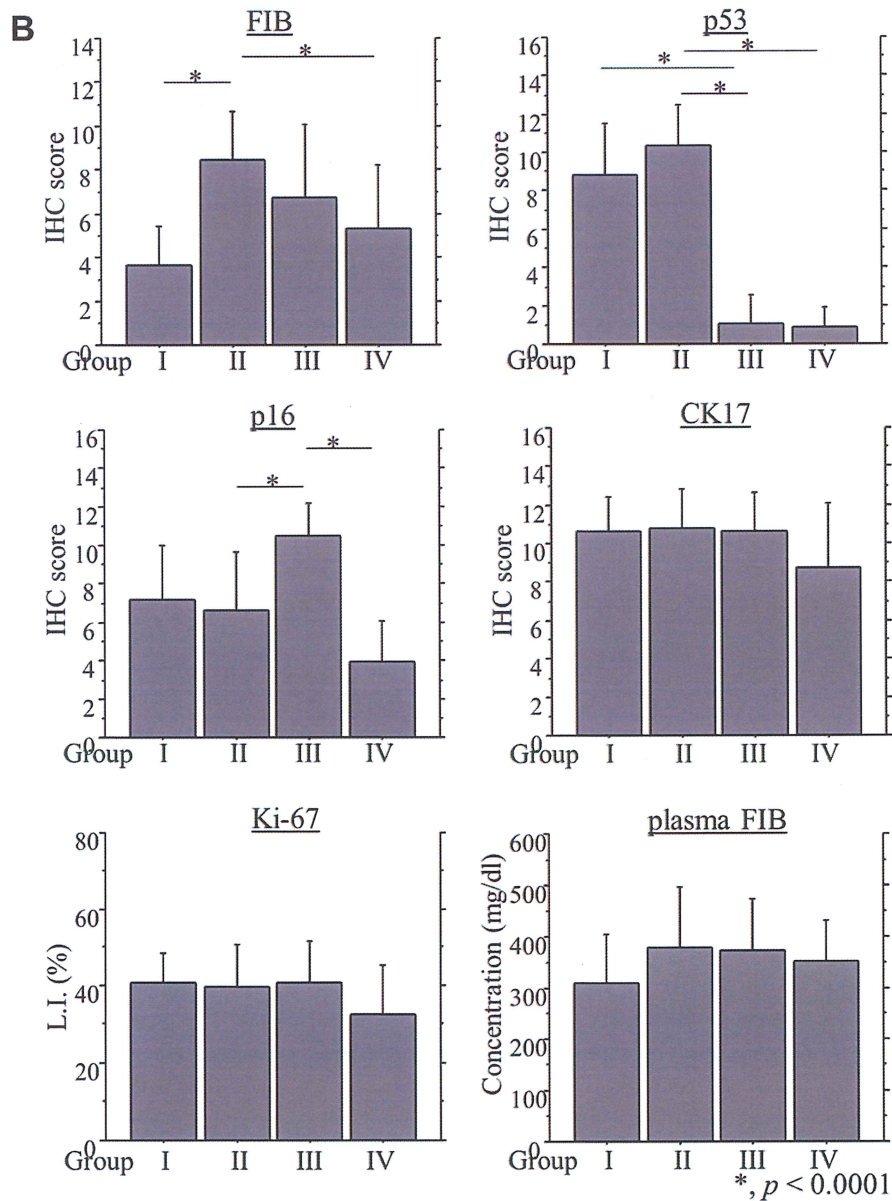 B
FIB
14
12
10
8
6
4
2
0
IHC score
* *
Group I II III IV
p53
16
14
12
10
8
6
4
2
0
IHC score
* * *
Group I II III IV
p16
16
14
12
10
8
6
4
2
0
IHC score
* *
Group I II III IV
CK17
16
14
12
10
8
6
4
2
0
IHC score
Group I II III IV
Ki-67
80
60
40
20
0
L.I. (%)
Group I II III IV
plasma FIB
600
500
400
300
200
100
0
Concentration (mg/dl)
Group I II III IV
*, p < 0.0001